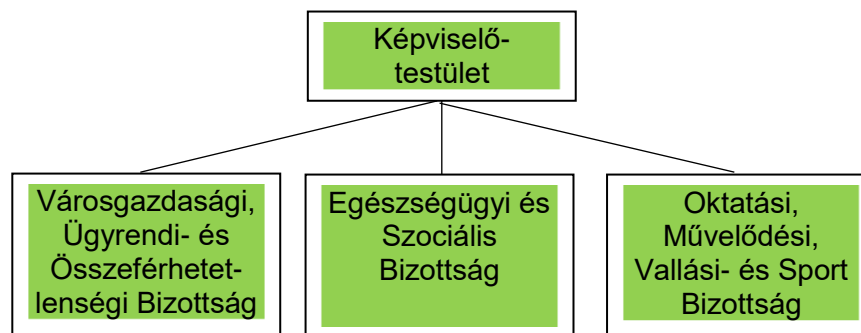 Képviselő-
testület
Városgazdasági,
Ügyrendi- és
Összeférhetet-
lenségi Bizottság
Egészségügyi és
Szociális
Bizottság
Oktatási,
Művelődési,
Vallási- és Sport
Bizottság